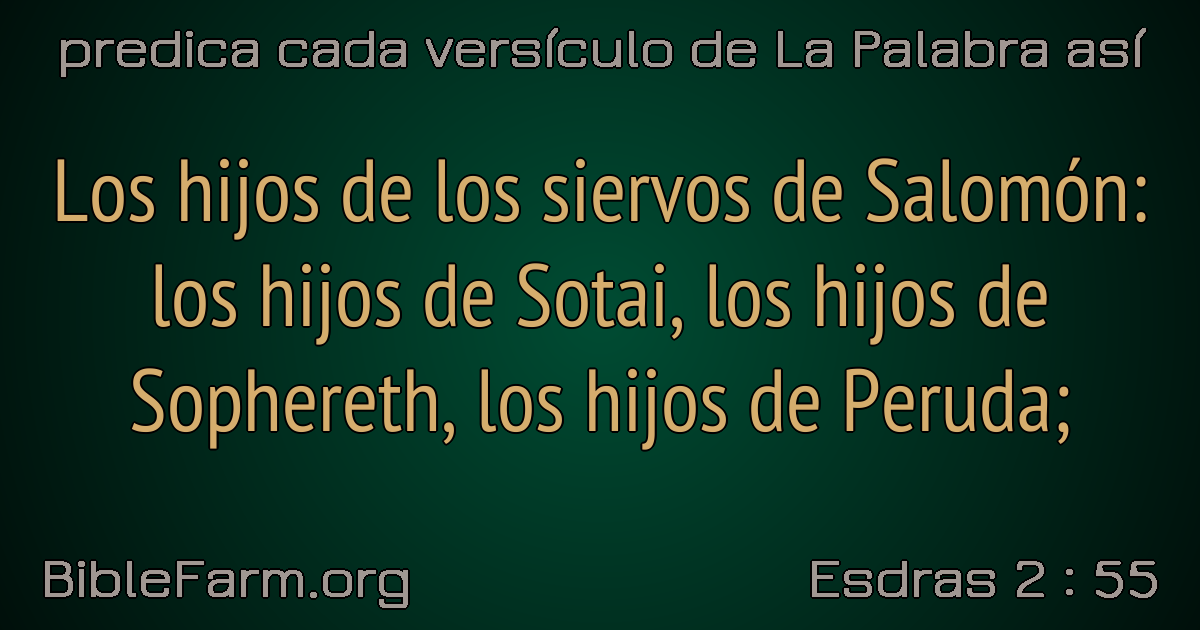 predica cada versículo de La Palabra así
Los hijos de los siervos de Salomón:
los hijos de Sotai, los hijos de
Sophereth, los hijos de Peruda;
BibleFarm.org
Esdras 2 : 55